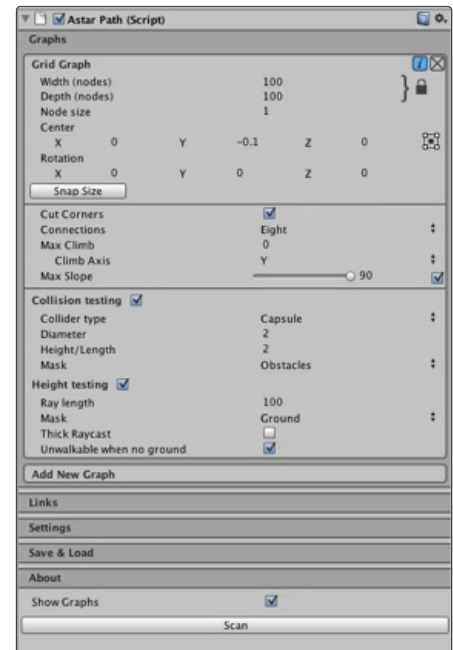 Astar Path (Script)
Graphs
Grid Graph
Width (nodes) 100
Depth (nodes) 100
Node size 1
Center
X 0 Y -0.1 Z 0
Rotation
X 0 Y 0 Z 0
Snap Size
Cut Corners
Connections Eight
Max Climb 0
Climb Axis Y
Max Slope 90
Collision testing
Collider type Capsule
Diameter 2
Height/Length 2
Mask Obstacles
Height testing
Ray length 100
Mask Ground
Thick Raycast
Unwalkable when no ground
Add New Graph
Links
Settings
Save & Load
About
Show Graphs
Scan